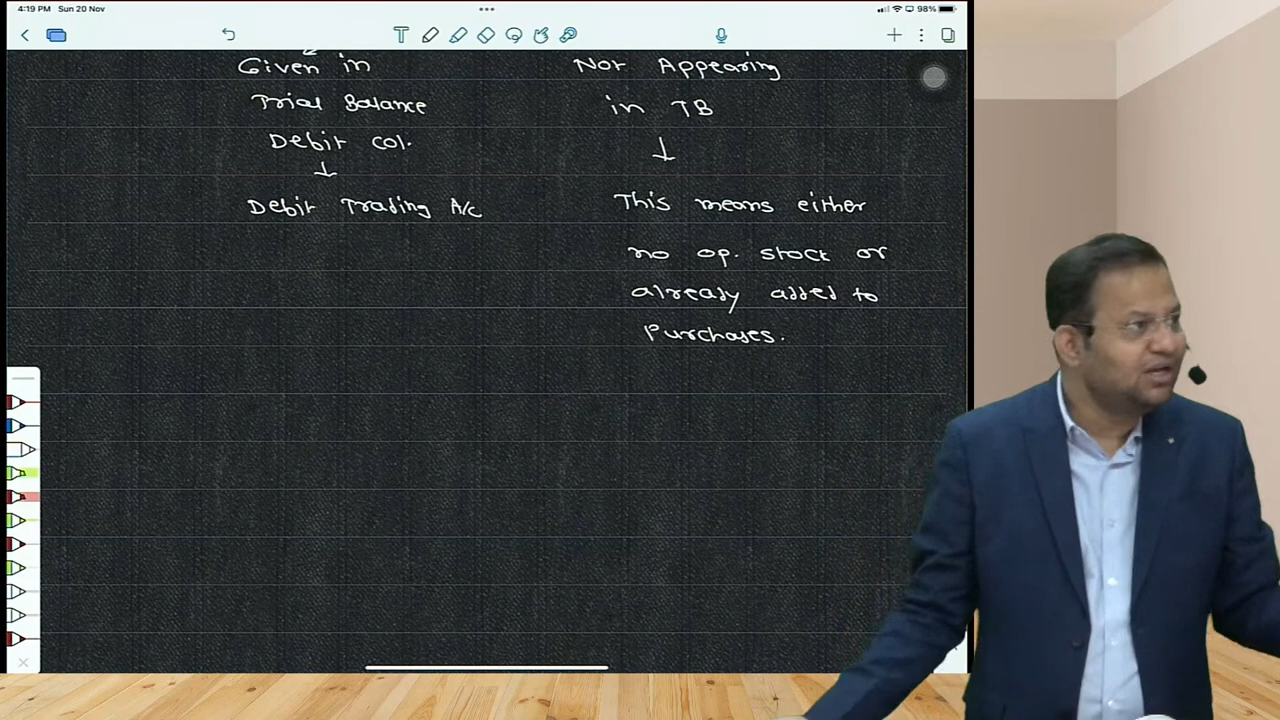 4:19 PM Sun 20 Nov
98%
Given in
Trial Balance
Debit col.
Debit Trading A/c
Not Appearing
in TB
This means either
no op. stock or
already added to
Purchases.